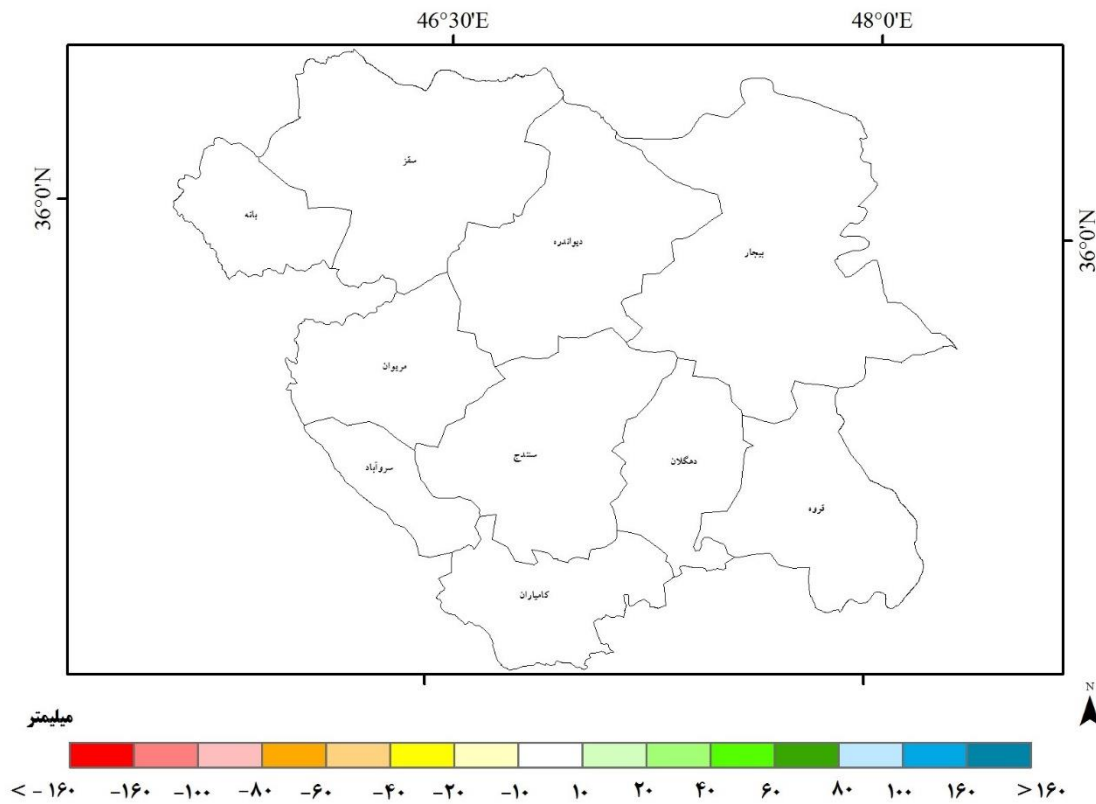 46°30'E
48°0'E
36°0'N
36°0'N
سقز
بانه
دیواندره
بیجار
مریوان
سنندج
دهگلان
سروآباد
قروه
کامیاران
N
میلیمتر
< - ۱۶۰ -۱۶۰ -۱۰۰ -۸۰ -۶۰ -۴۰ -۲۰ -۱۰ ۱۰ ۲۰ ۴۰ ۶۰ ۸۰ ۱۰۰ ۱۶۰ > ۱۶۰